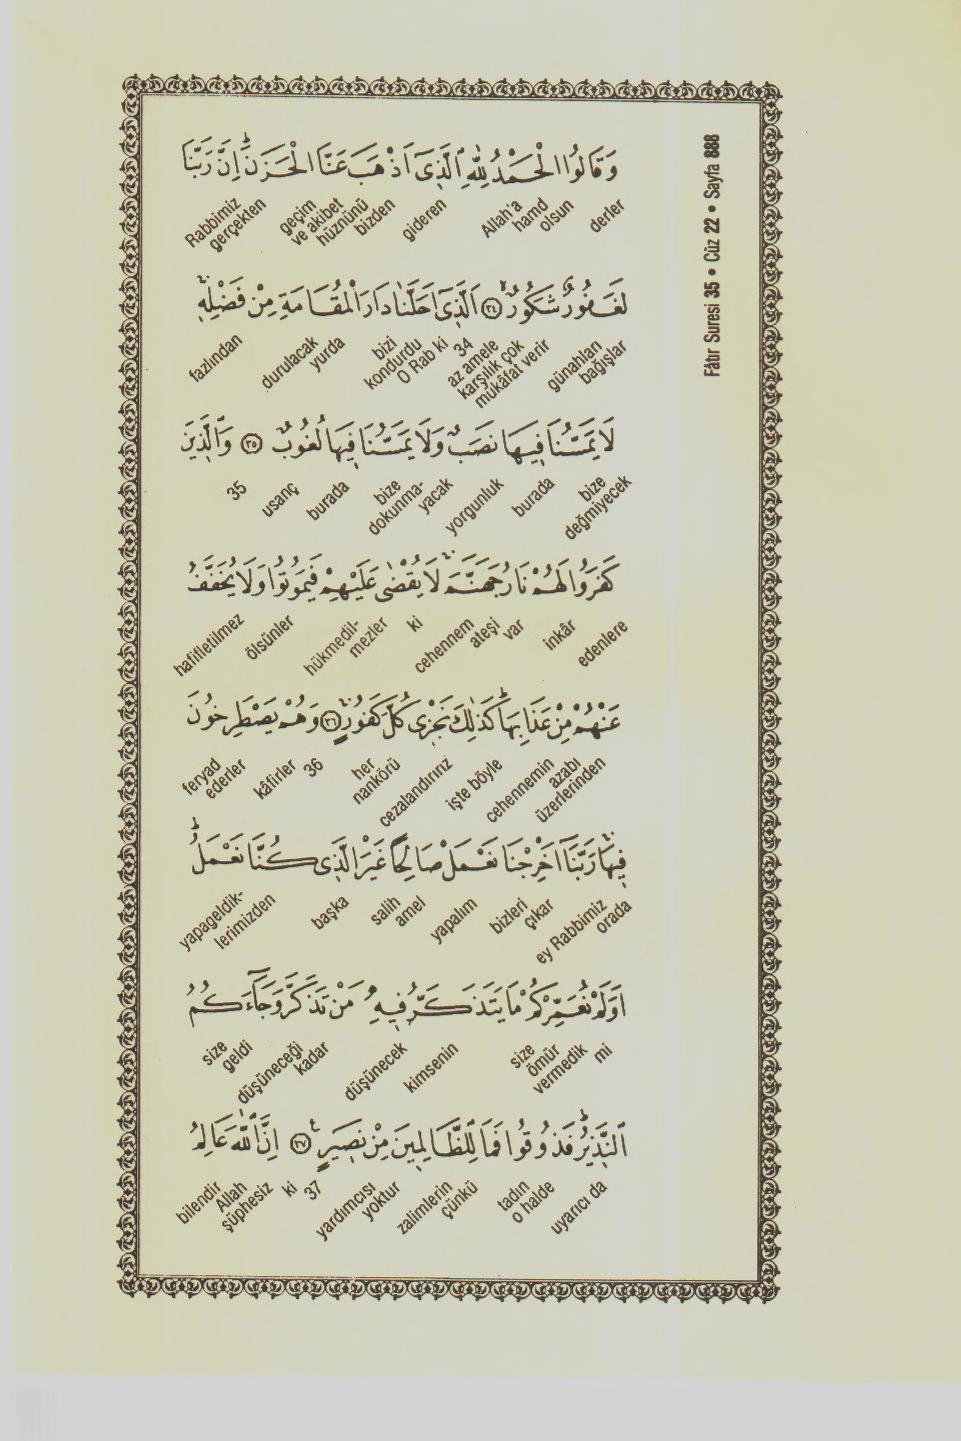 Fâtır Suresi 35 • Cüz 22 • Sayfa 888
وَقَالُوا الْحَمْدُ لِلّٰهِ الَّذ۪ٓي اَذْهَبَ عَنَّا الْحَزَنَۜ اِنَّ رَبَّنَا
derler hamd olsun Allah'a gideren bizden geçim ve akibet hüznünü gerçekten Rabbimiz
لَغَفُورٌ شَكُورٌۙ ﴿٣٤﴾ اَلَّذ۪ٓي اَحَلَّنَا دَارَ الْمُقَامَةِ مِنْ فَضْلِه۪ۚ
günahları bağışlar az amele karşılık çok mükâfat verir 34 O Rab ki kondurdu bizi yurda durulacak fazlından
لَا يَمَسُّنَا ف۪يهَا نَصَبٌ وَلَا يَمَسُّنَا ف۪يهَا لُغُوبٌ ﴿٣٥﴾ وَالَّذ۪ينَ
bize değmiyecek burada yorgunluk bize dokunma- yacak burada usanç 35
كَفَرُوا لَهُمْ نَارُ جَهَنَّمَۚ لَا يُقْضٰى عَلَيْهِمْ فَيَمُوتُوا وَلَا يُخَفَّفُ
edenlere inkâr var cehennem ateşi ki hükmedil- mezler ölsünler hafifletilmez
عَنْهُمْ مِنْ عَذَابِهَاۜ كَذٰلِكَ نَجْز۪ي كُلَّ كَفُورٍۚ ﴿٣٦﴾ وَهُمْ يَصْطَرِخُونَ
azabı üzerlerinden cehennemin işte böyle cezalandırırız her nankörü 36 kâfirler feryad ederler
ف۪يهَاۚ رَبَّنَٓا اَخْرِجْنَا نَعْمَلْ صَالِحًا غَيْرَ الَّذ۪ي كُنَّا نَعْمَلُۜ
orada ey Rabbimiz çıkar bizleri yapalım salih amel başka yapageldik- lerimizden
اَوَلَمْ نُعَمِّرْكُمْ مَا يَتَذَكَّرُ ف۪يهِ مَنْ تَذَكَّرَ وَجَٓاءَكُمُ
mi size ömür vermedik kimsenin düşünecek düşüneceği kadar size geldi
النَّذ۪يرُۜ فَذُوقُوا فَمَا لِلظَّالِم۪ينَ مِنْ نَص۪يرٍ۟ ﴿٣٧﴾ اِنَّ اللّٰهَ عَالِمُ
uyarıcı da o halde tadın çünkü zalimlerin yoktur yardımcısı 37 ki şüphesiz Allah bilendir